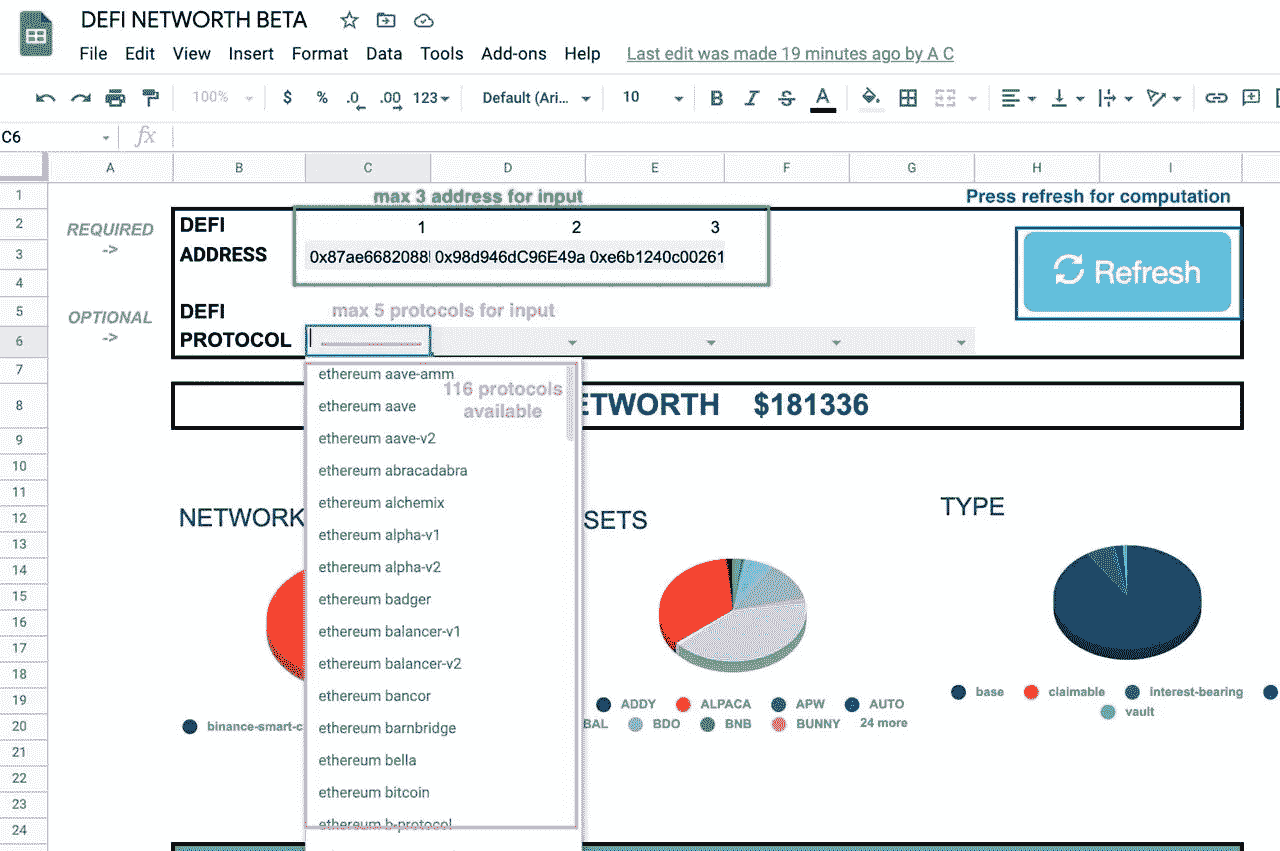 DEFI NETWORTH BETA
File Edit View Insert Format Data Tools Add-ons Help Last edit was made 19 minutes ago by A C
100% $ % .0 .00 123 Default (Ari... 10 B I S A
C6 fx
A B C D E F G H I
1 max 3 address for input Press refresh for computation
2 REQUIRED DEFI 1 2 3
3 -> ADDRESS 0x87ae6682088 0x98d946dC96E49a 0xe6b1240c00261 Refresh
4
5 OPTIONAL DEFI max 5 protocols for input
6 -> PROTOCOL
7 ethereum aave-amm
116 protocols
8 ethereum aave available ETWORTH $181336
9 ethereum aave-v2
10 ethereum abracadabra
11 ethereum alchemix TYPE
12 NETWORK SETS
13 ethereum alpha-v1
14 ethereum alpha-v2
15 ethereum badger
16 ethereum balancer-v1
17 ethereum balancer-v2
18 ethereum bancor base claimable interest-bearing
19 ADDY ALPACA APW AUTO vault
20 binance-smart-c ethereum barnbridge BAL BDO BNB BUNNY 24 more
21 ethereum bella
22 ethereum bitcoin
23 ethereum b-protocol
24